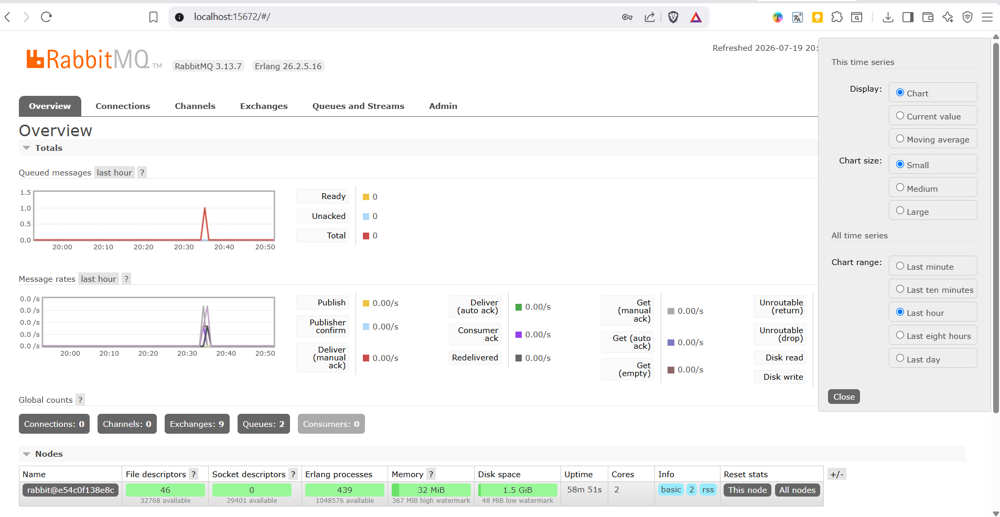 localhost:15672/#/
RabbitMQ TM
RabbitMQ 3.13.7 Erlang 26.2.5.16
Refreshed 2026-07-19 20:
Overview Connections Channels Exchanges Queues and Streams Admin
Overview
Totals
Queued messages last hour ?
1.5
1.0
0.5
0.0
20:00 20:10 20:20 20:30 20:40 20:50
Ready 0
Unacked 0
Total 0
Message rates last hour ?
0.0 /s
0.0 /s
0.0 /s
0.0 /s
0.0 /s
20:00 20:10 20:20 20:30 20:40 20:50
Publish 0.00/s
Publisher
confirm 0.00/s
Deliver
(manual
ack) 0.00/s
Deliver
(auto ack) 0.00/s
Consumer
ack 0.00/s
Redelivered 0.00/s
Get
(manual
ack) 0.00/s
Get (auto
ack) 0.00/s
Get
(empty) 0.00/s
Unroutable
(return)
Unroutable
(drop)
Disk read
Disk write
Global counts ?
Connections: 0 Channels: 0 Exchanges: 9 Queues: 2 Consumers: 0
Nodes
Name File descriptors ? Socket descriptors ? Erlang processes Memory ? Disk space Uptime Cores Info Reset stats +/-
rabbit@e54c0f138e8c 46 0 439 32 MiB 1.5 GiB 58m 51s 2 basic 2 rss This node All nodes
32768 available 29401 available 1048576 available 367 MiB high watermark 48 MiB low watermark
This time series
Display: Chart
Current value
Moving average
Chart size: Small
Medium
Large
All time series
Chart range: Last minute
Last ten minutes
Last hour
Last eight hours
Last day
Close